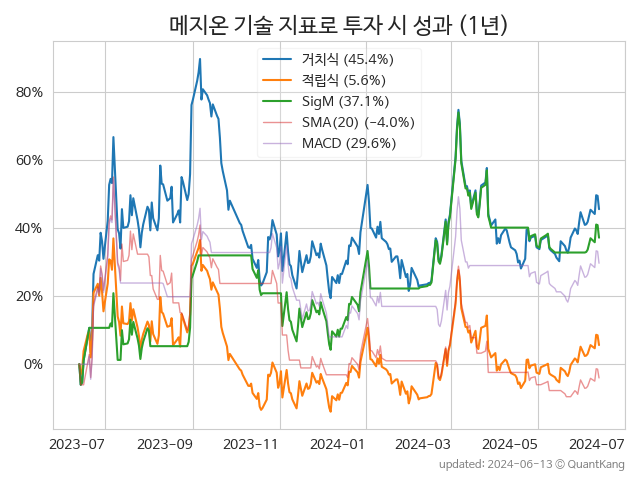 메지온 기술 지표로 투자 시 성과 (1년)
거치식 (45.4%)
적립식 (5.6%)
SigM (37.1%)
SMA(20) (−4.0%)
MACD (29.6%)
80%
60%
40%
20%
0%
2023-07 2023-09 2023-11 2024-01 2024-03 2024-05 2024-07
updated: 2024-06-13 © QuantKang